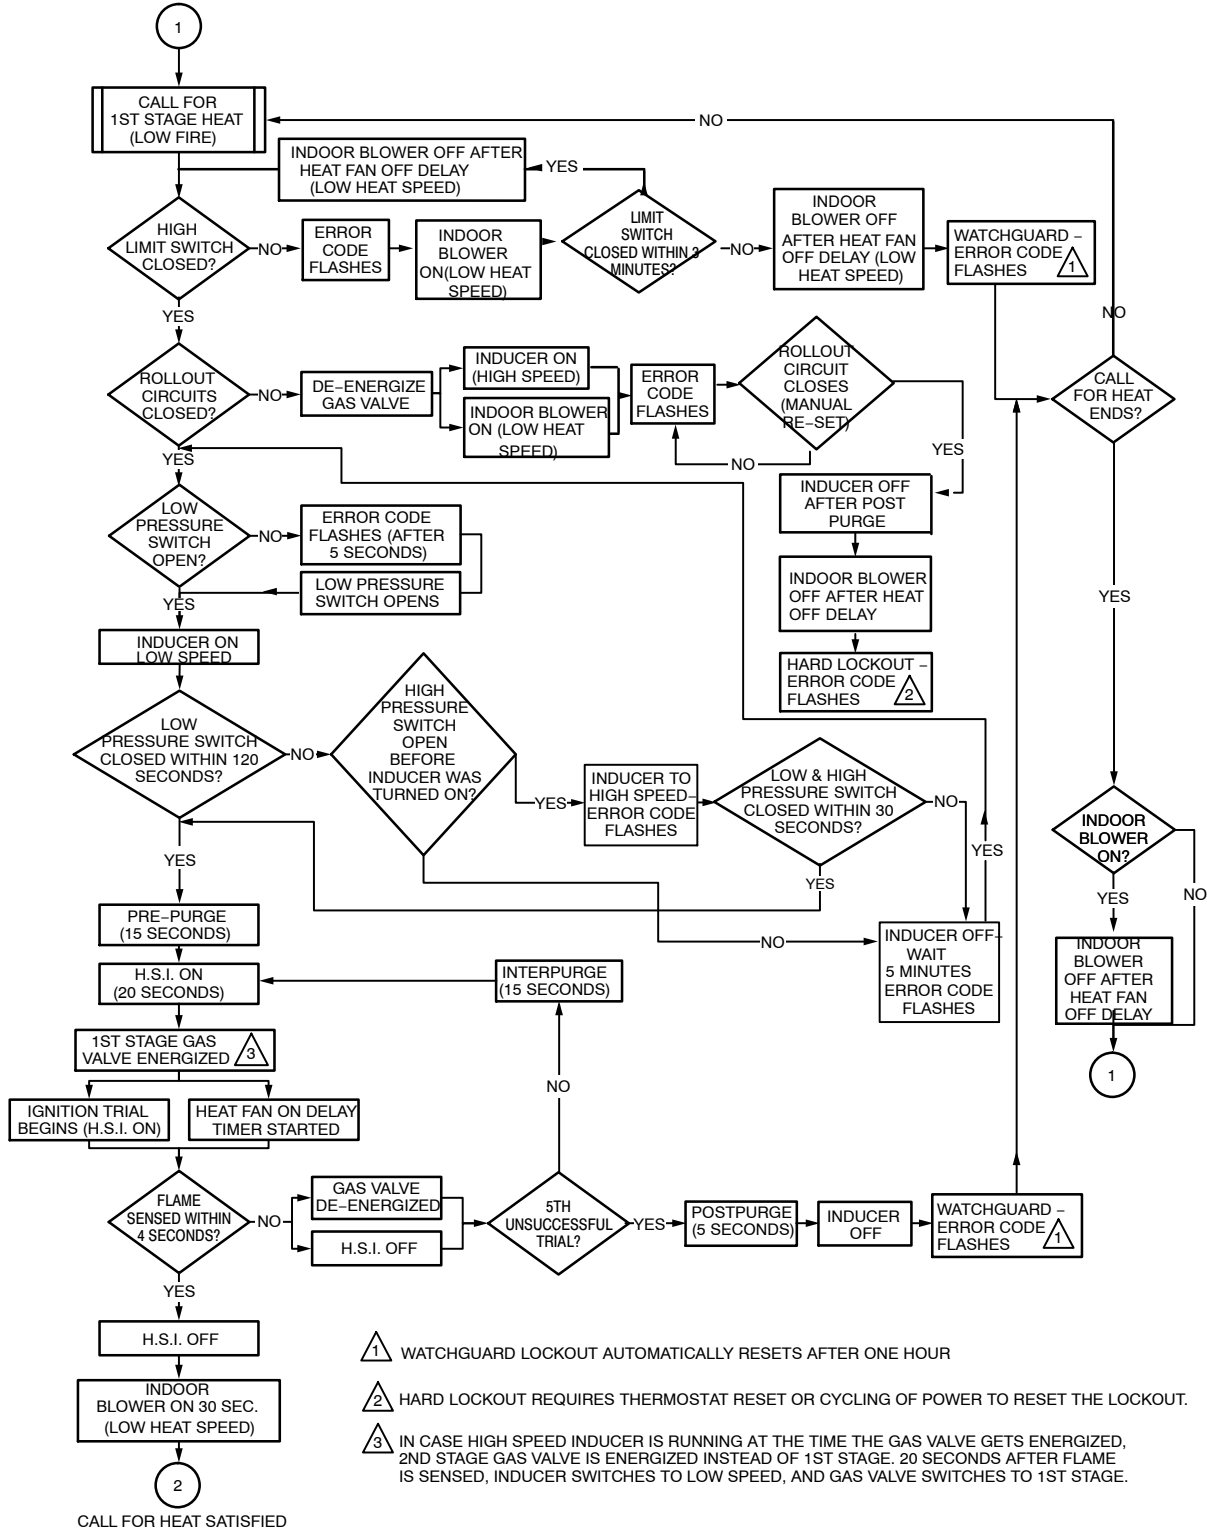 1
CALL FOR
1ST STAGE HEAT
(LOW FIRE)
NO
INDOOR BLOWER OFF AFTER
HEAT FAN OFF DELAY
(LOW HEAT SPEED)
YES
HIGH
LIMIT SWITCH
CLOSED?
NO
ERROR
CODE
FLASHES
INDOOR
BLOWER
ON(LOW HEAT
SPEED)
LIMIT
SWITCH
CLOSED WITHIN 3
MINUTES?
NO
INDOOR
BLOWER OFF
AFTER HEAT FAN
OFF DELAY (LOW
HEAT SPEED)
WATCHGUARD –
ERROR CODE
FLASHES
1
NO
YES
ROLLOUT
CIRCUITS
CLOSED?
NO
DE–ENERGIZE
GAS VALVE
INDUCER ON
(HIGH SPEED)
INDOOR BLOWER
ON (LOW HEAT
SPEED)
ERROR
CODE
FLASHES
ROLLOUT
CIRCUIT
CLOSES
(MANUAL
RE–SET)
NO
YES
CALL
FOR HEAT
ENDS?
YES
INDUCER OFF
AFTER POST
PURGE
INDOOR BLOWER
OFF AFTER HEAT
OFF DELAY
HARD LOCKOUT –
ERROR CODE
FLASHES
2
LOW
PRESSURE
SWITCH
OPEN?
NO
ERROR CODE
FLASHES (AFTER
5 SECONDS)
LOW PRESSURE
SWITCH OPENS
YES
YES
INDUCER ON
LOW SPEED
LOW
PRESSURE SWITCH
CLOSED WITHIN 120
SECONDS?
NO
HIGH
PRESSURE
SWITCH
OPEN
BEFORE
INDUCER WAS
TURNED ON?
YES
INDUCER TO
HIGH SPEED–
ERROR CODE
FLASHES
LOW & HIGH
PRESSURE SWITCH
CLOSED WITHIN 30
SECONDS?
NO
YES
YES
NO
INDUCER OFF–
WAIT
5 MINUTES
ERROR CODE
FLASHES
INDOOR
BLOWER
ON?
YES
NO
INDOOR
BLOWER
OFF AFTER
HEAT FAN
OFF DELAY
1
YES
PRE–PURGE
(15 SECONDS)
H.S.I. ON
(20 SECONDS)
INTERPURGE
(15 SECONDS)
1ST STAGE GAS
VALVE ENERGIZED
3
IGNITION TRIAL
BEGINS (H.S.I. ON)
HEAT FAN ON DELAY
TIMER STARTED
NO
FLAME
SENSED WITHIN
4 SECONDS?
NO
GAS VALVE
DE–ENERGIZED
H.S.I. OFF
5TH
UNSUCCESSFUL
TRIAL?
YES
POSTPURGE
(5 SECONDS)
INDUCER
OFF
WATCHGUARD –
ERROR CODE
FLASHES
1
YES
H.S.I. OFF
INDOOR
BLOWER ON 30 SEC.
(LOW HEAT SPEED)
2
CALL FOR HEAT SATISFIED
1 WATCHGUARD LOCKOUT AUTOMATICALLY RESETS AFTER ONE HOUR
2 HARD LOCKOUT REQUIRES THERMOSTAT RESET OR CYCLING OF POWER TO RESET THE LOCKOUT.
3 IN CASE HIGH SPEED INDUCER IS RUNNING AT THE TIME THE GAS VALVE GETS ENERGIZED,
2ND STAGE GAS VALVE IS ENERGIZED INSTEAD OF 1ST STAGE. 20 SECONDS AFTER FLAME
IS SENSED, INDUCER SWITCHES TO LOW SPEED, AND GAS VALVE SWITCHES TO 1ST STAGE.